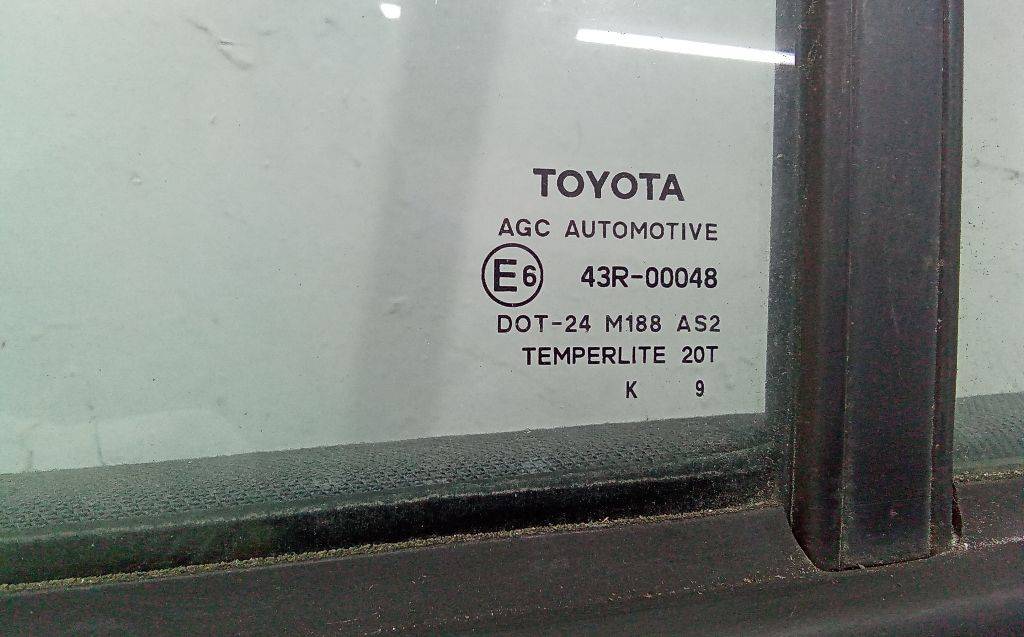 TOYOTA
AGC AUTOMOTIVE
E6 43R-00048
DOT-24 M188 AS2
TEMPERLITE 20T
K 9